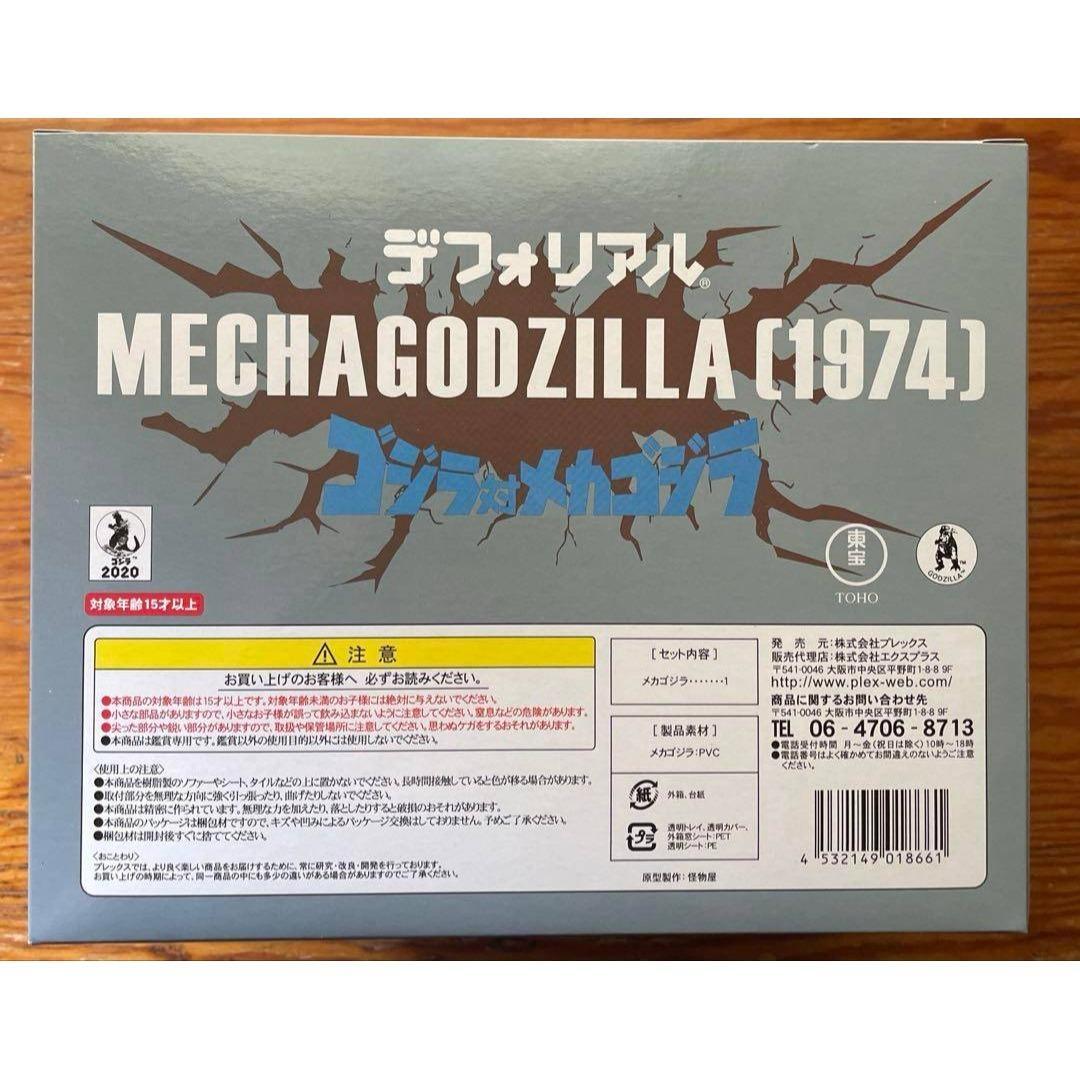 デフォリアル®
MECHAGODZILLA(1974)
ゴジラ対メカゴジラ
ゴジラ™
2020
東宝
TOHO
GODZILLA™
対象年齢15才以上
⚠ 注意
お買い上げのお客様へ 必ずお読みください。
●本商品の対象年齢は15才以上です。対象年齢未満のお子様には絶対に与えないでください。
●小さな部品がありますので、小さなお子様が誤って飲み込まないように注意してください。窒息などの危険があります。
●尖った部分や鋭い部分がありますので、取扱や保管場所に注意してください。思わぬケガをするおそれがあります。
●本商品は鑑賞専用です。鑑賞以外の使用目的以外には使用しないでください。
〈使用上の注意〉
●本商品を樹脂製のソファーやシート、タイルなどの上に置かないでください。長時間接触していると色が移る場合があります。
●取付部分を無理な方向に強く引っ張ったり、曲げたりしないでください。
●本商品は精密に作られています。無理な力を加えたり、落としたりすると破損のおそれがあります。
●本商品のパッケージは梱包材ですので、キズや凹みによるパッケージ交換はしておりません。予めご了承ください。
●梱包材は開封後すぐに捨ててください。
〈おことわり〉
プレックスでは、より良く楽しい商品をお届けするために、常に研究・改良・開発を行っております。
お買い上げの時期によって、同一商品の中にも多少の違いがある場合がありますのでご了承ください。
[セット内容]
メカゴジラ・・・・・・・1
[製品素材]
メカゴジラ:PVC
紙 外箱、台紙
プラ 透明トレイ、透明カバー、
外箱窓シート:PET
透明シート:PE
原型製作:怪物屋
発売元:株式会社プレックス
販売代理店:株式会社エクスプラス
〒541-0046 大阪市中央区平野町1-8-8 9F
http://www.plex-web.com/
商品に関するお問い合わせ先
〒541-0046 大阪市中央区平野町1-8-8 9F
TEL 06-4706-8713
●電話受付時間 月〜金(祝日は除く)10時〜18時
●電話番号はよく確かめてお間違えのないようご注意
ください。
4 532149 018661